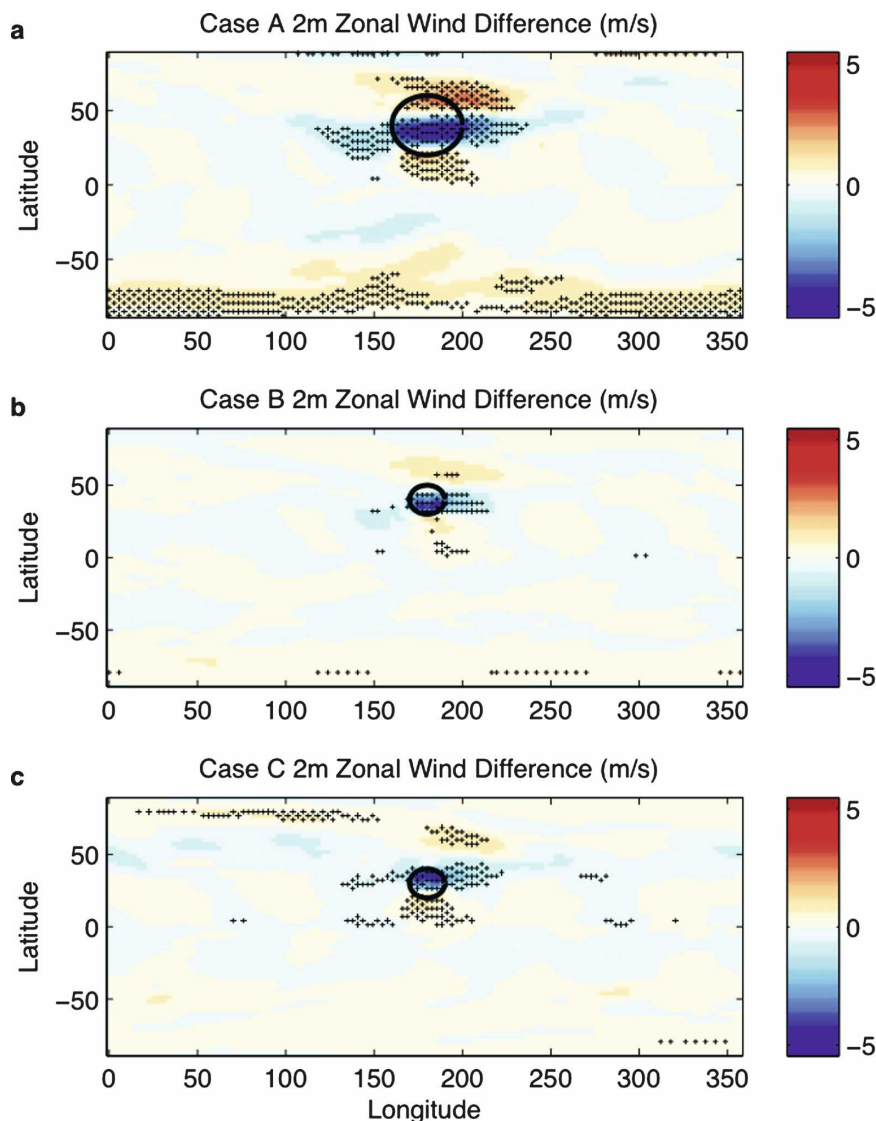 a
Case A 2m Zonal Wind Difference (m/s)
Latitude
50
0
−50
0 50 100 150 200 250 300 350
5
0
−5
b
Case B 2m Zonal Wind Difference (m/s)
Latitude
50
0
−50
0 50 100 150 200 250 300 350
5
0
−5
c
Case C 2m Zonal Wind Difference (m/s)
Latitude
50
0
−50
0 50 100 150 200 250 300 350
Longitude
5
0
−5